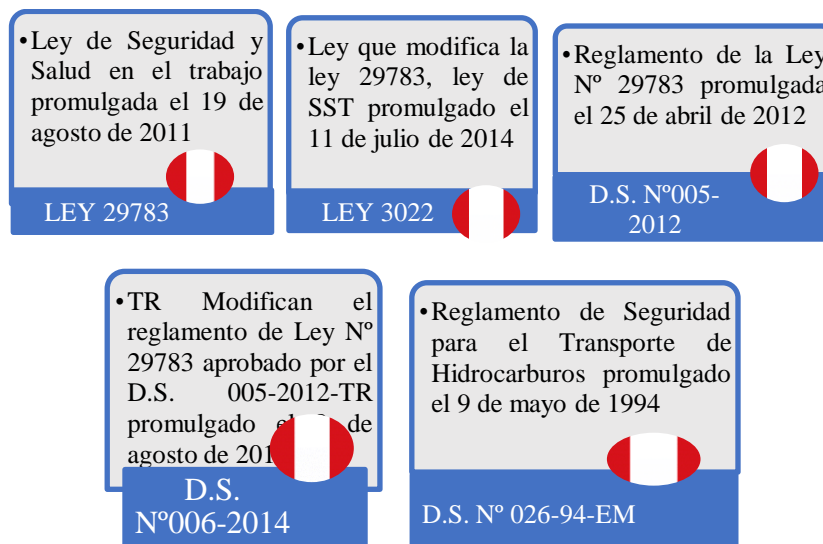 •Ley de Seguridad y
Salud en el trabajo
promulgada el 19 de
agosto de 2011
LEY 29783
•Ley que modifica la
ley 29783, ley de
SST promulgado el
11 de julio de 2014
LEY 3022
•Reglamento de la Ley
Nº 29783 promulgada
el 25 de abril de 2012
D.S. Nº005-
2012
•TR Modifican el
reglamento de Ley Nº
29783 aprobado por el
D.S. 005-2012-TR
promulgado de
agosto de
D.S.
Nº006-2014
•Reglamento de Seguridad
para el Transporte de
Hidrocarburos promulgado
el 9 de mayo de 1994
D.S. Nº 026-94-EM